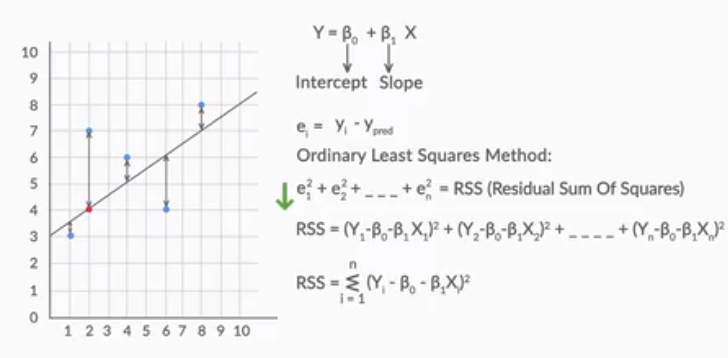 Y = β₀ + β₁ X
Intercept Slope
eᵢ = yᵢ - y_pred
Ordinary Least Squares Method:
e₁² + e₂² + _ _ _ + eₙ² = RSS (Residual Sum Of Squares)
RSS = (Y₁-β₀-β₁X₁)² + (Y₂-β₀-β₁X₂)² + _ _ _ _ + (Yₙ-β₀-β₁Xₙ)²
n
RSS = Σ (Yᵢ - β₀ - β₁Xᵢ)²
i = 1
10
9
8
7
6
5
4
3
2
1
0
1 2 3 4 5 6 7 8 9 10